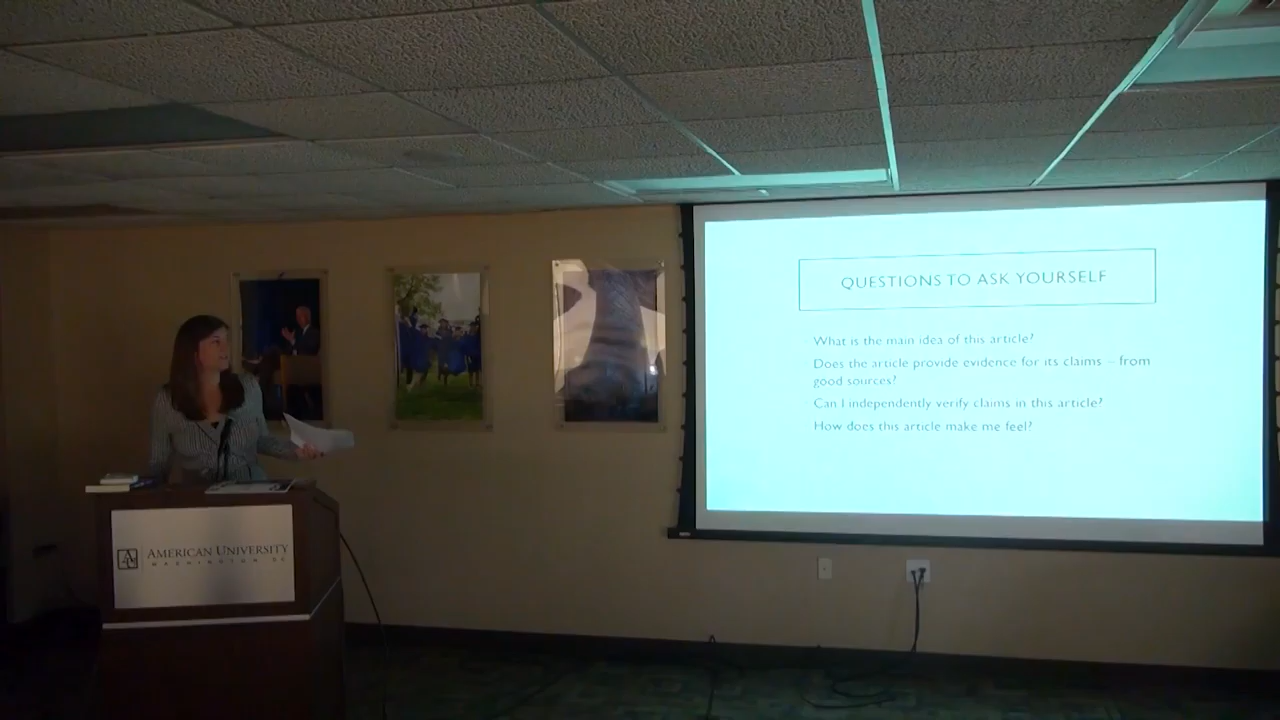 QUESTIONS TO ASK YOURSELF
What is the main idea of this article?
Does the article provide evidence for its claims – from
good sources?
Can I independently verify claims in this article?
How does this article make me feel?
AMERICAN UNIVERSITY
WASHINGTON DC